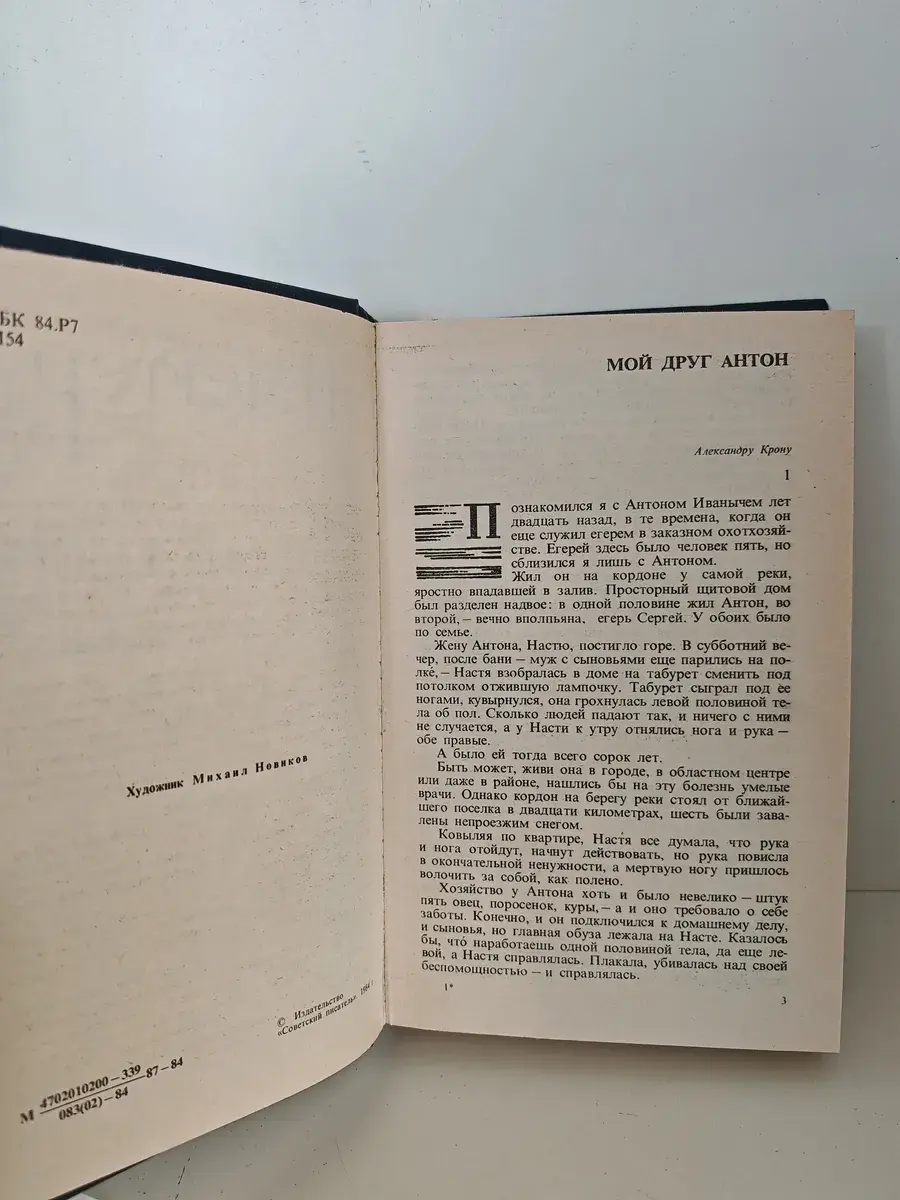 БК 84.Р7
154
Художник Михаил Новиков
© Издательство
«Советский писатель», 1984 г.
М 4702010200—339 87—84
083(02)—84
МОЙ ДРУГ АНТОН
Александру Крону
1
Познакомился я с Антоном Иванычем лет
двадцать назад, в те времена, когда он
еще служил егерем в заказном охотхозяй-
стве. Егерей здесь было человек пять, но
сблизился я лишь с Антоном.
Жил он на кордоне у самой реки,
яростно впадавшей в залив. Просторный щитовой дом
был разделен надвое: в одной половине жил Антон, во
второй,— вечно вполпьяна, егерь Сергей. У обоих было
по семье.
Жену Антона, Настю, постигло горе. В субботний ве-
чер, после бани — муж с сыновьями еще парились на по-
лке́,— Настя взобралась в доме на табурет сменить под
потолком отжившую лампочку. Табурет сыграл под ее
ногами, кувырнулся, она грохнулась левой половиной те-
ла об пол. Сколько людей падают так, и ничего с ними
не случается, а у Насти к утру отнялись нога и рука —
обе правые.
А было ей тогда всего сорок лет.
Быть может, живи она в городе, в областном центре
или даже в районе, нашлись бы на эту болезнь умелые
врачи. Однако кордон на берегу реки стоял от ближай-
шего поселка в двадцати километрах, шесть были зава-
лены непроезжим снегом.
Ковыляя по квартире, Настя все думала, что рука
и нога отойдут, начнут действовать, но рука повисла
в окончательной ненужности, а мертвую ногу пришлось
волочить за собой, как полено.
Хозяйство у Антона хоть и было невелико — штук
пять овец, поросенок, куры,— а и оно требовало о себе
заботы. Конечно, и он подключился к домашнему делу,
и сыновья, но главная обуза лежала на Насте. Казалось
бы, что́ наработаешь одной половиной тела, да еще ле-
вой, а Настя справлялась. Плакала, убивалась над своей
беспомощностью — и справлялась.
1*
3